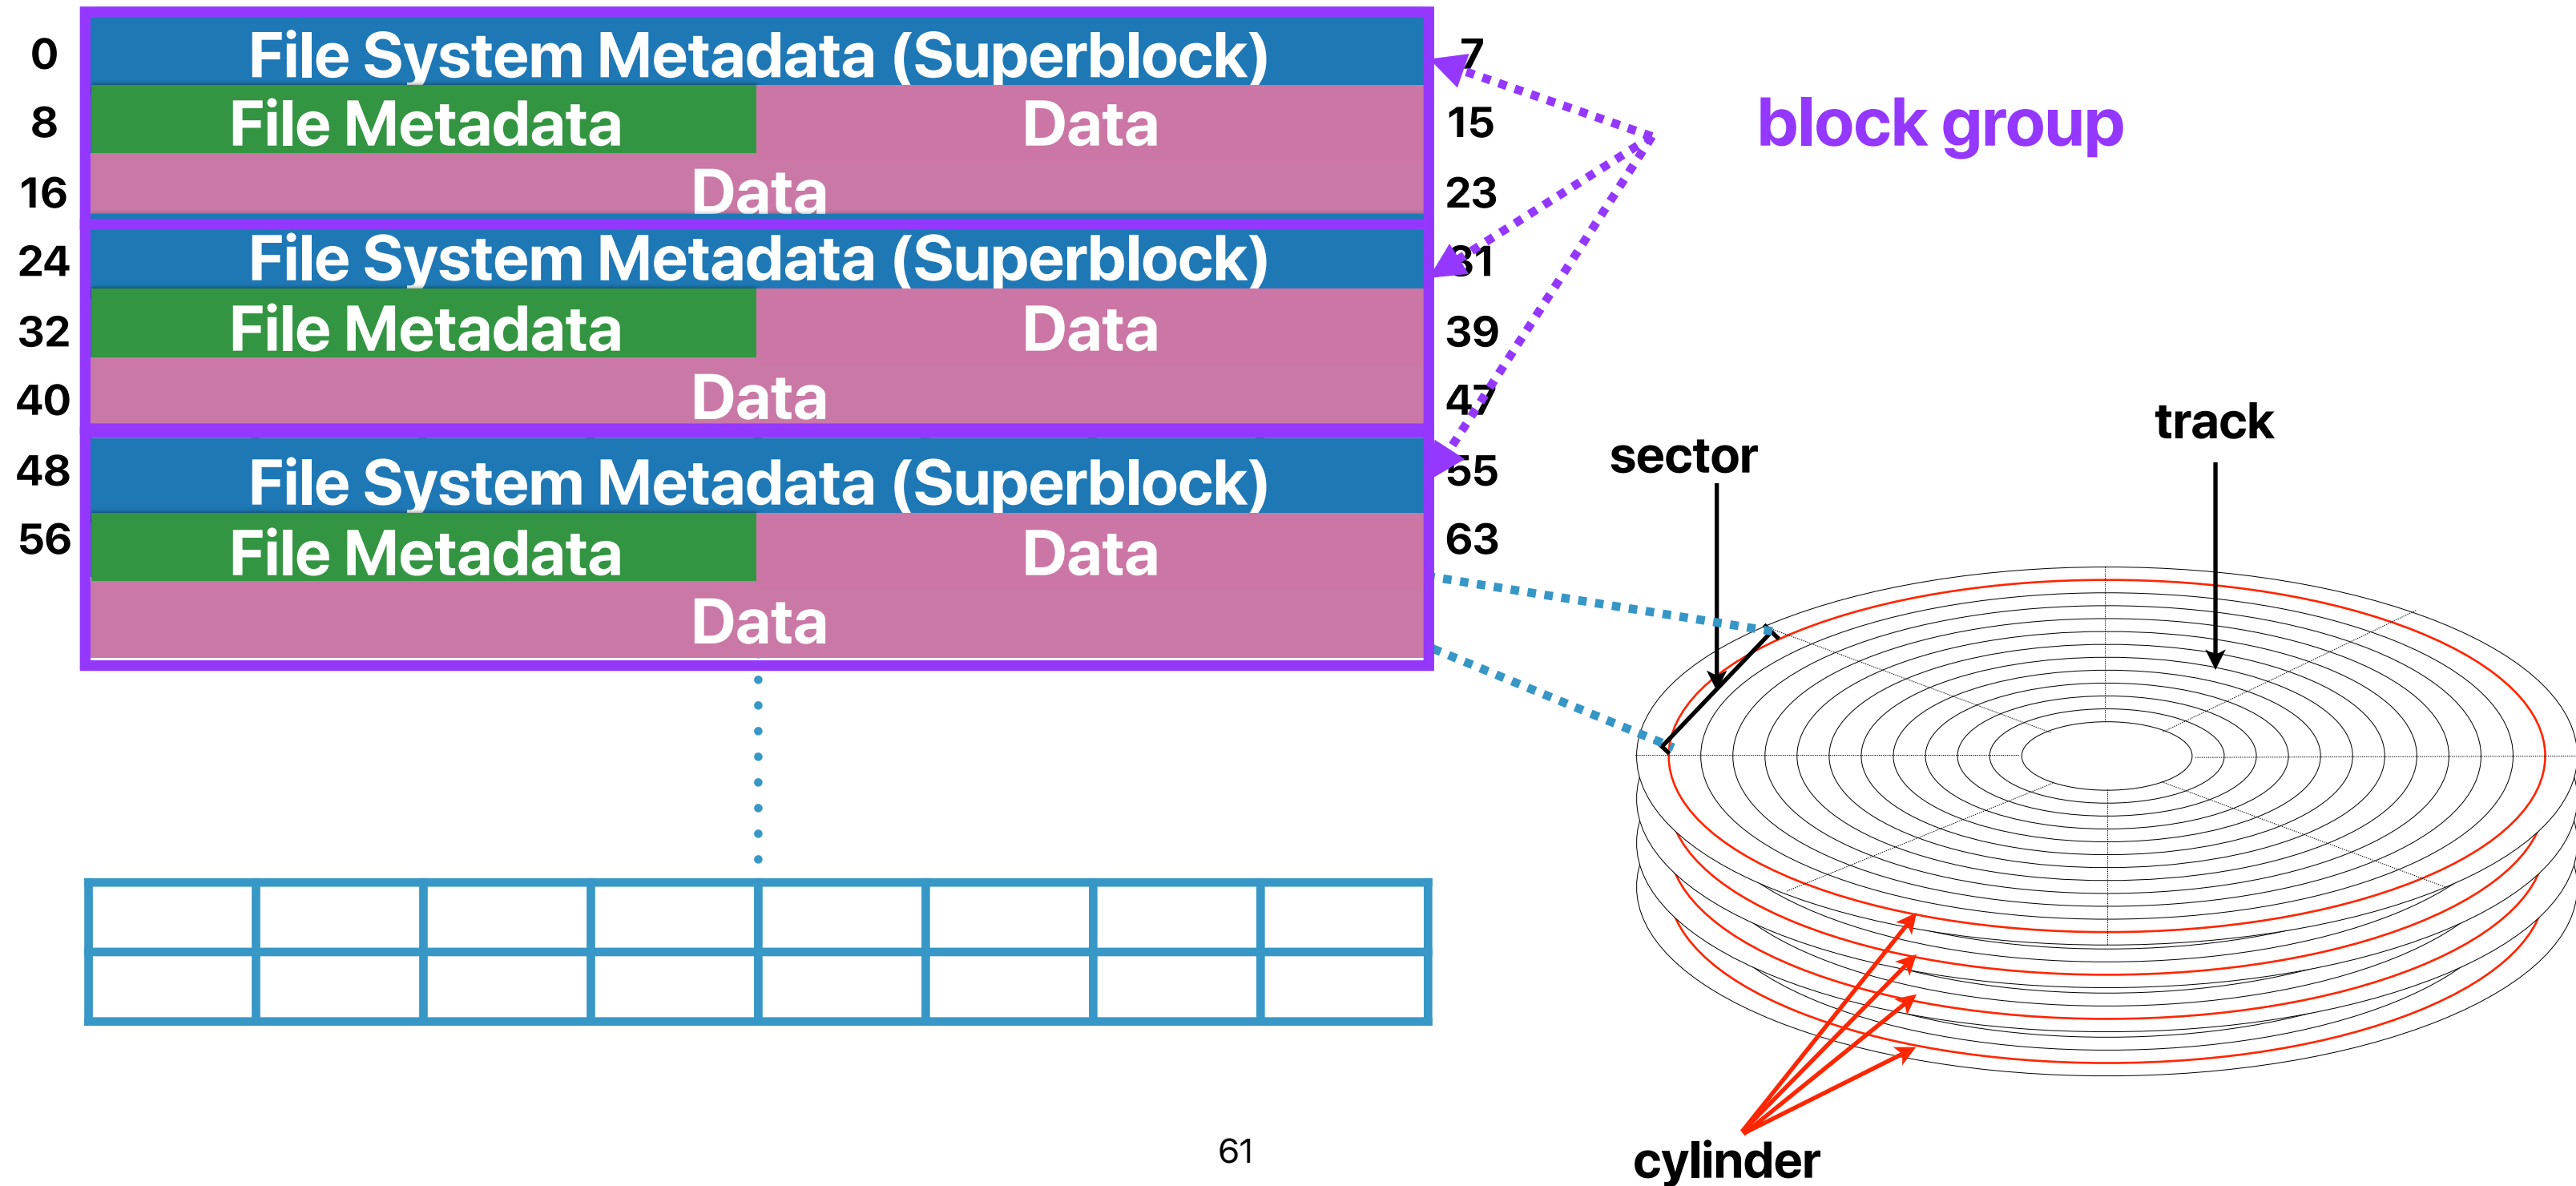 0 File System Metadata (Superblock) 7
8 File Metadata Data 15
block group
16 Data 23
24 File System Metadata (Superblock) 31
32 File Metadata Data 39
40 Data 47
track
sector
48 File System Metadata (Superblock) 55
56 File Metadata Data 63
Data
61
cylinder